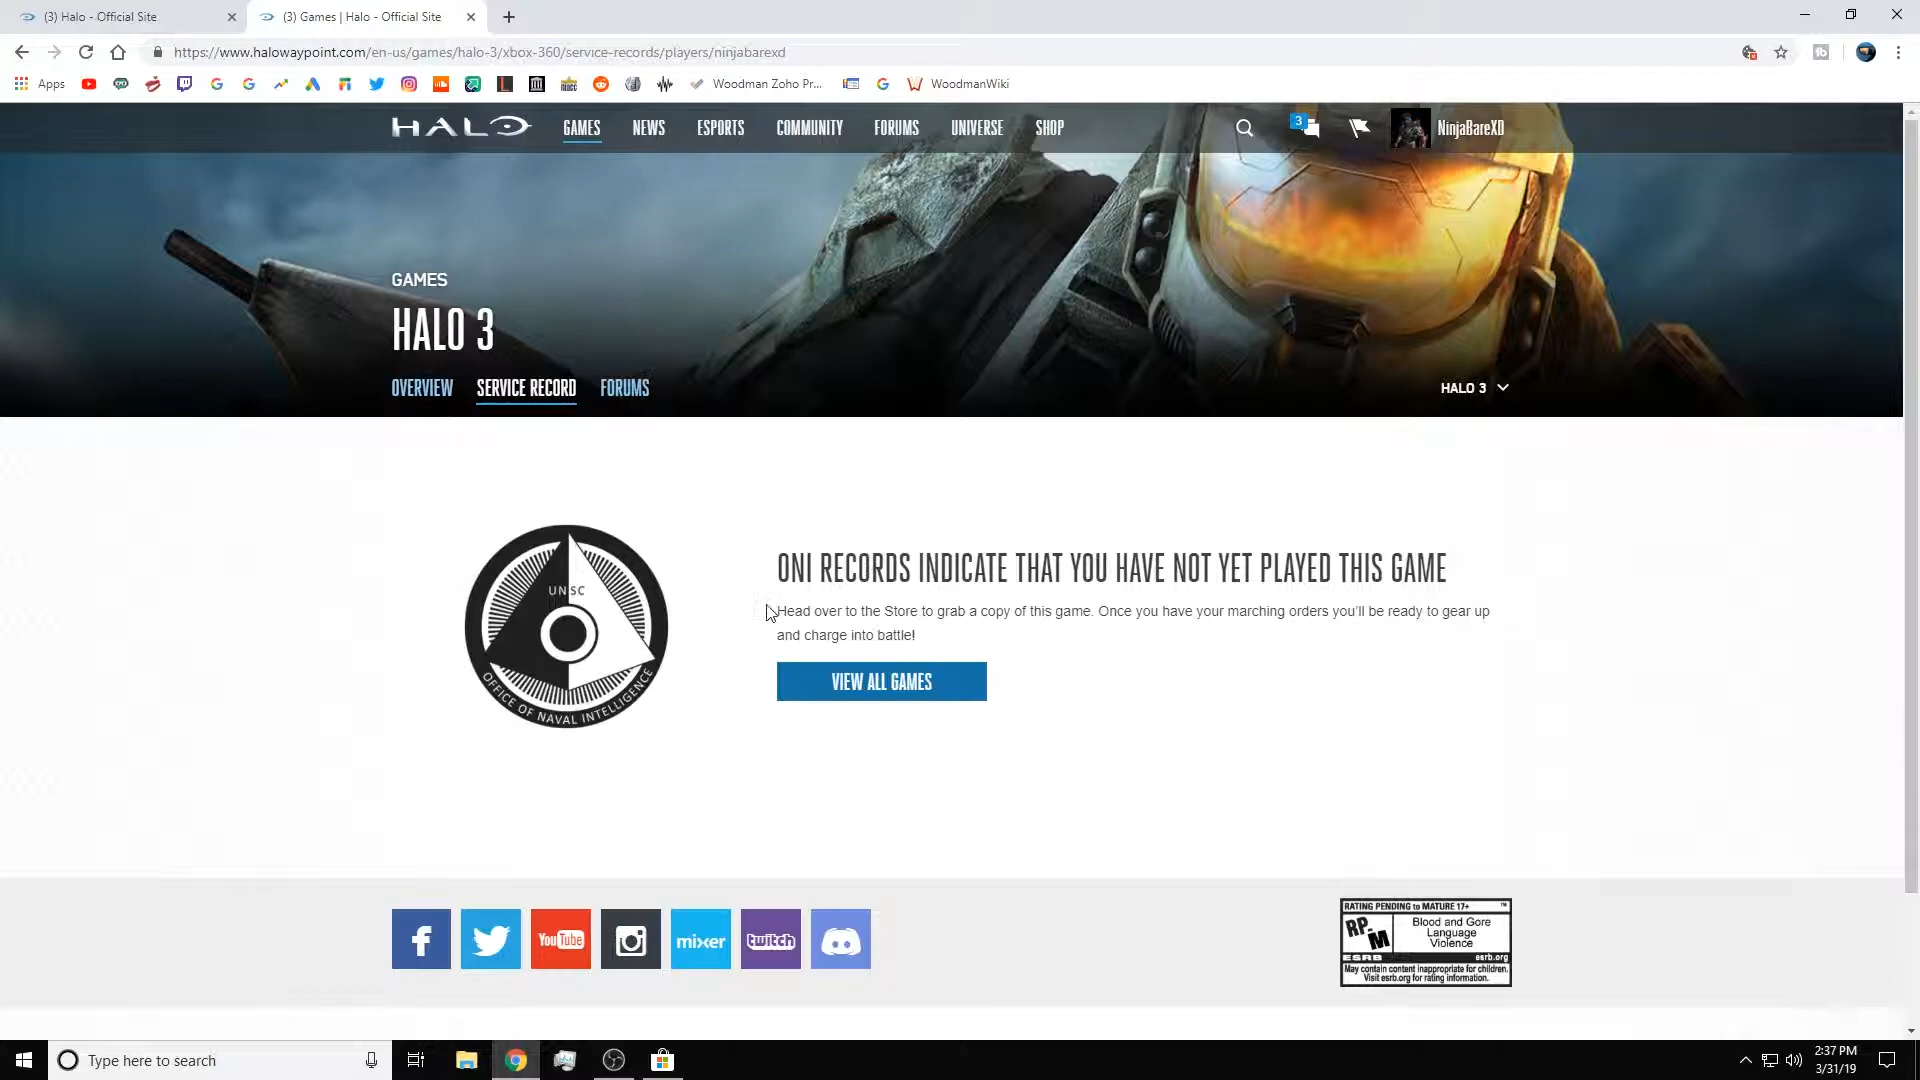 (3) Halo - Official Site
(3) Games | Halo - Official Site
https://www.halowaypoint.com/en-us/games/halo-3/xbox-360/service-records/players/ninjabarexd
Apps
Woodman Zoho Pr...
WoodmanWiki
HALO
GAMES
NEWS
ESPORTS
COMMUNITY
FORUMS
UNIVERSE
SHOP
3
NinjaBareXD
GAMES
HALO 3
OVERVIEW
SERVICE RECORD
FORUMS
HALO 3
UNSC
OFFICE OF NAVAL INTELLIGENCE
ONI RECORDS INDICATE THAT YOU HAVE NOT YET PLAYED THIS GAME
Head over to the Store to grab a copy of this game. Once you have your marching orders you'll be ready to gear up
and charge into battle!
VIEW ALL GAMES
f
YouTube
mixer
twitch
RATING PENDING to MATURE 17+ ™
RP-M
Blood and Gore
Language
Violence
ESRB
esrb.org
May contain content inappropriate for children.
Visit esrb.org for rating information.
Type here to search
2:37 PM
3/31/19